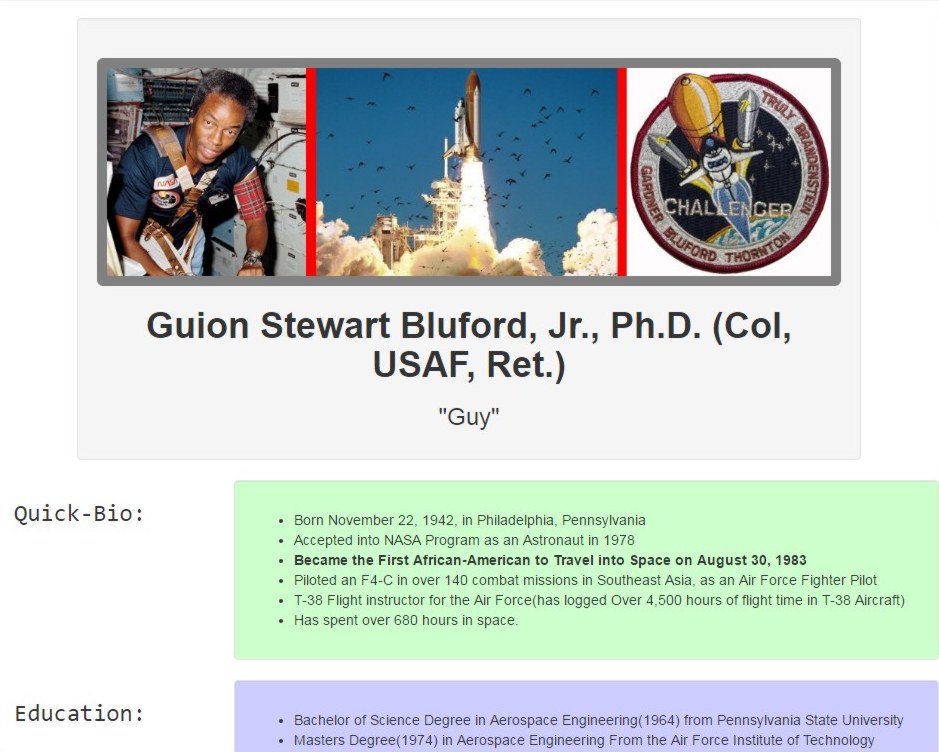 NASA
TRULY BRANDENSTEIN
CHALLENGER
GARDNER BLUFORD THORNTON
Guion Stewart Bluford, Jr., Ph.D. (Col,
USAF, Ret.)
"Guy"
Quick-Bio:
Born November 22, 1942, in Philadelphia, Pennsylvania
Accepted into NASA Program as an Astronaut in 1978
Became the First African-American to Travel into Space on August 30, 1983
Piloted an F4-C in over 140 combat missions in Southeast Asia, as an Air Force Fighter Pilot
T-38 Flight instructor for the Air Force(has logged Over 4,500 hours of flight time in T-38 Aircraft)
Has spent over 680 hours in space.
Education:
Bachelor of Science Degree in Aerospace Engineering(1964) from Pennsylvania State University
Masters Degree(1974) in Aerospace Engineering From the Air Force Institute of Technology